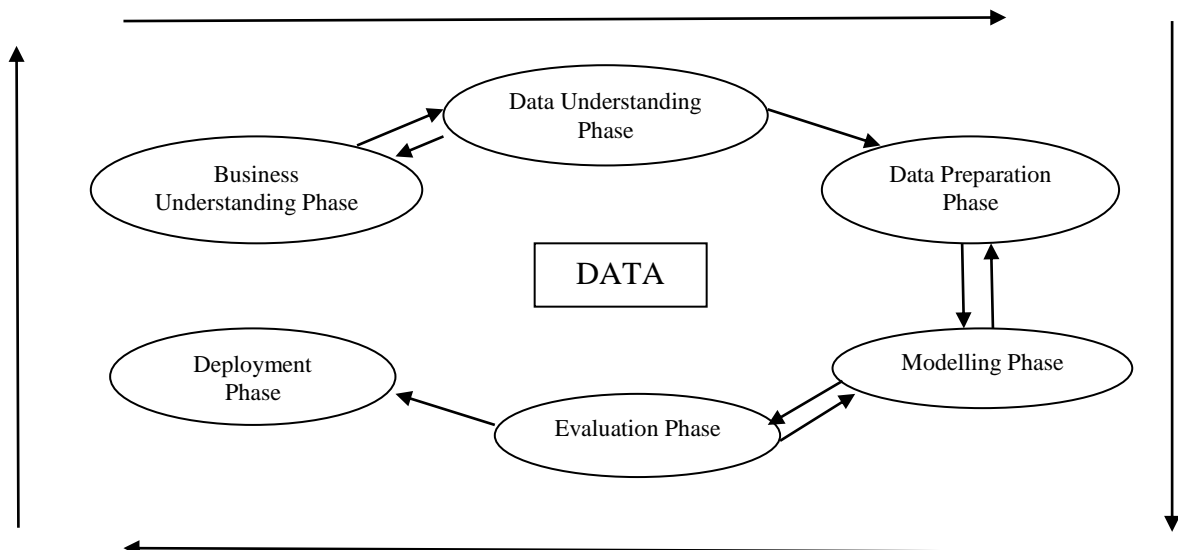 Data Understanding
Phase
Business
Understanding Phase
Data Preparation
Phase
DATA
Deployment
Phase
Modelling Phase
Evaluation Phase